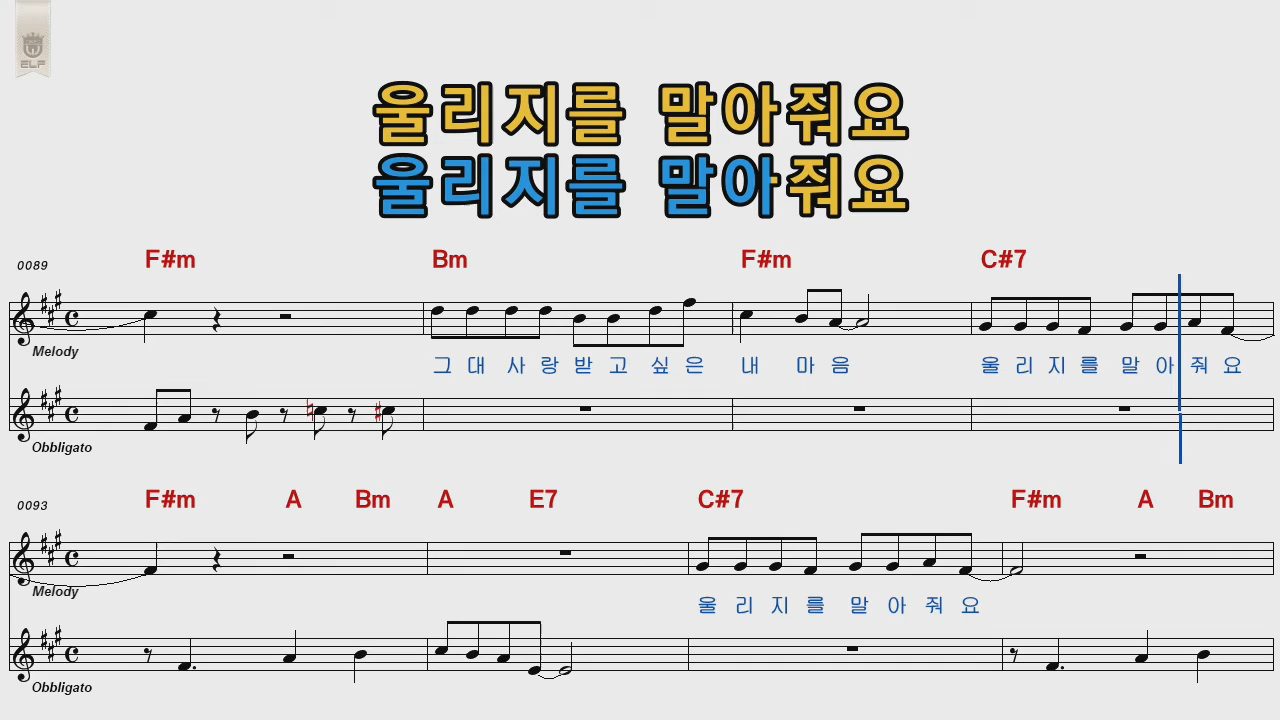 ELF
울리지를 말아줘요
울리지를 말아줘요
0089 F#m Bm F#m C#7
Melody
그 대 사 랑 받 고 싶 은 내 마 음 울 리 지 를 말 아 줘 요
Obbligato
0093 F#m A Bm A E7 C#7 F#m A Bm
Melody
울 리 지 를 말 아 줘 요
Obbligato